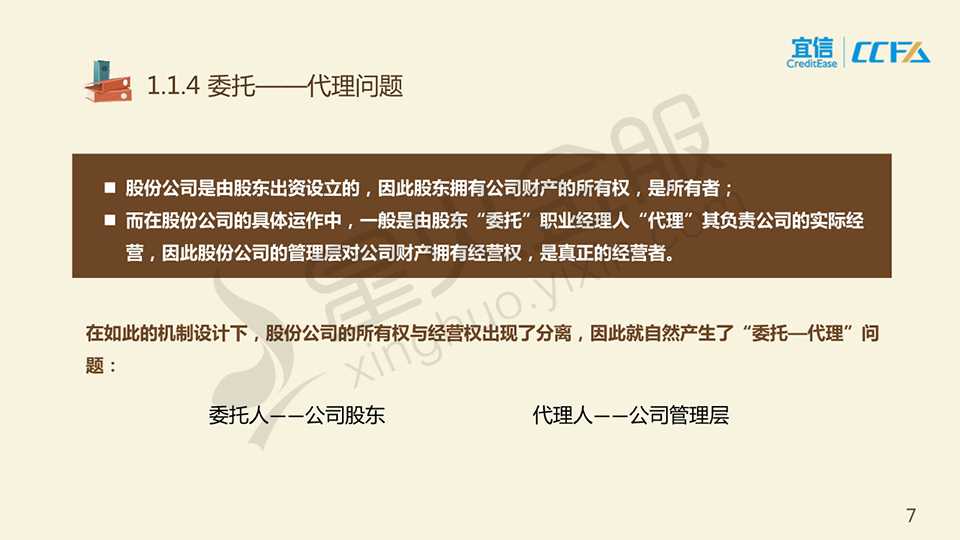 宜信
CreditEase
CCFA
1.1.4 委托——代理问题
■ 股份公司是由股东出资设立的，因此股东拥有公司财产的所有权，是所有者；
■ 而在股份公司的具体运作中，一般是由股东“委托”职业经理人“代理”其负责公司的实际经
营，因此股份公司的管理层对公司财产拥有经营权，是真正的经营者。
在如此的机制设计下，股份公司的所有权与经营权出现了分离，因此就自然产生了“委托—代理”问
题：
委托人——公司股东
代理人——公司管理层
星火金服
xinghuo.yixin.com
7